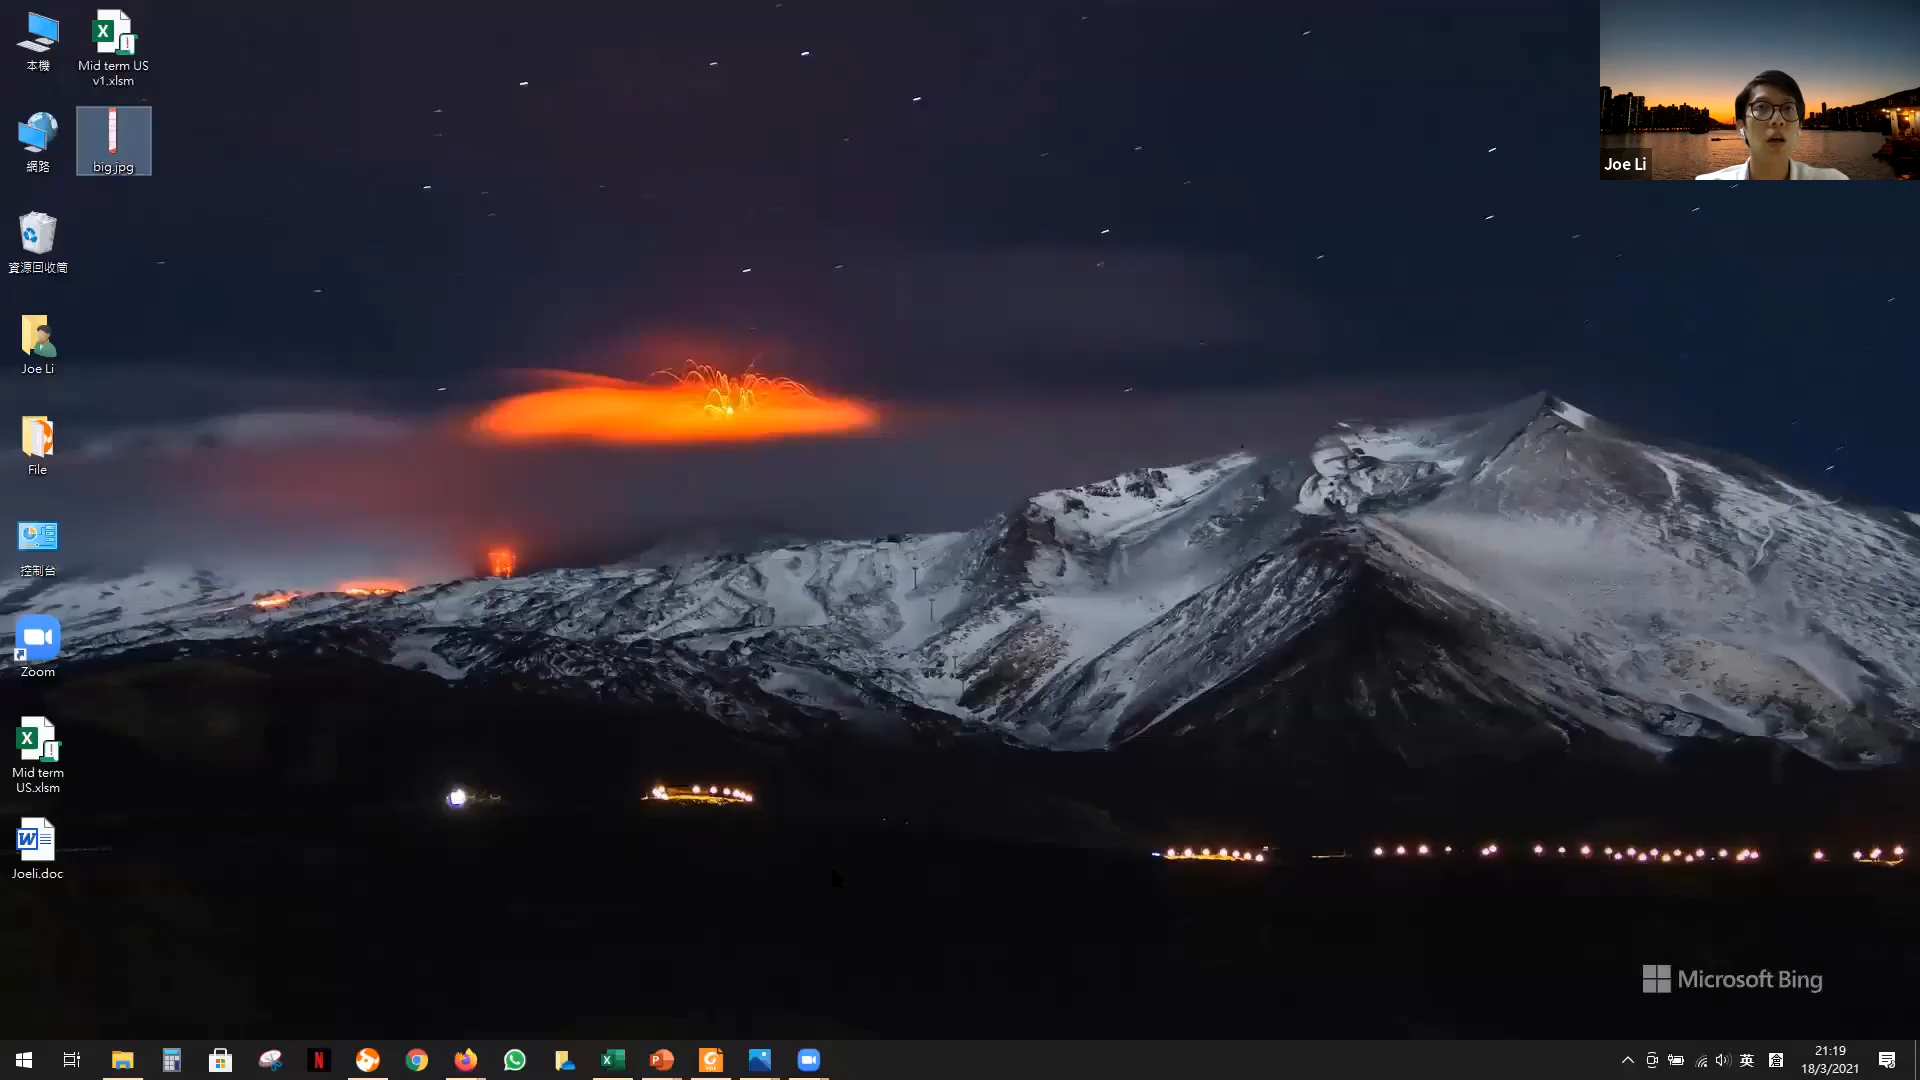 本機
Mid term US
v1.xlsm
網路
big.jpg
資源回收筒
Joe Li
File
控制台
Zoom
Mid term
US.xlsm
Joeli.doc
Joe Li
Microsoft Bing
英
21:19
18/3/2021